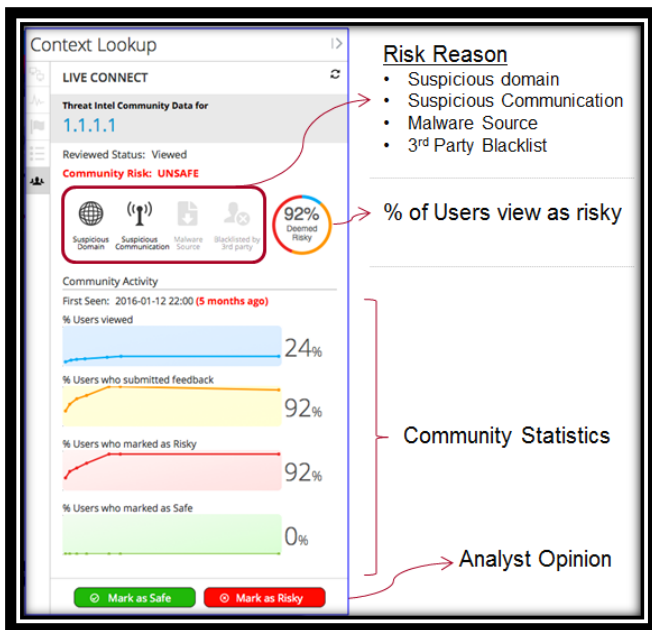 Context Lookup
LIVE CONNECT
Threat Intel Community Data for
1.1.1.1
Reviewed Status: Viewed
Community Risk: UNSAFE
Suspicious Domain
Suspicious Communication
Malware Source
Blacklisted by 3rd party
92%
Deemed
Risky
Community Activity
First Seen: 2016-01-12 22:00 (5 months ago)
% Users viewed
24%
% Users who submitted feedback
92%
% Users who marked as Risky
92%
% Users who marked as Safe
0%
Mark as Safe
Mark as Risky
Risk Reason
• Suspicious domain
• Suspicious Communication
• Malware Source
• 3rd Party Blacklist
% of Users view as risky
Community Statistics
Analyst Opinion